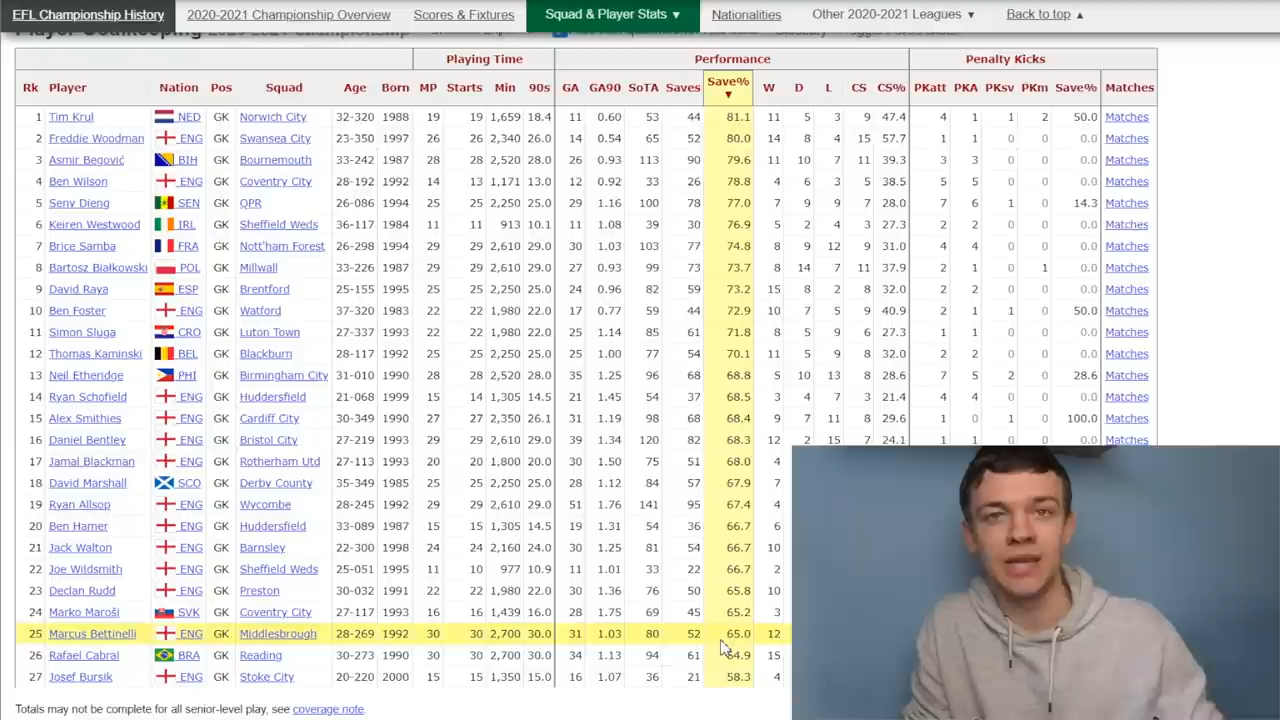 EFL Championship History 2020-2021 Championship Overview Scores & Fixtures Squad & Player Stats ▼ Nationalities Other 2020-2021 Leagues ▼ Back to top ▲
Player Goalkeeping 2020-2021 Championship
Playing Time Performance Penalty Kicks
Rk Player Nation Pos Squad Age Born MP Starts Min 90s GA GA90 SoTA Saves Save% ▼ W D L CS CS% PKatt PKA PKsv PKm Save% Matches
1 Tim Krul NED GK Norwich City 32-320 1988 19 19 1,659 18.4 11 0.60 53 44 81.1 11 5 3 9 47.4 4 1 1 2 50.0 Matches
2 Freddie Woodman ENG GK Swansea City 23-350 1997 26 26 2,340 26.0 14 0.54 65 52 80.0 14 8 4 15 57.7 1 1 0 0 0.0 Matches
3 Asmir Begović BIH GK Bournemouth 33-242 1987 28 28 2,520 28.0 26 0.93 113 90 79.6 11 10 7 11 39.3 3 3 0 0 0.0 Matches
4 Ben Wilson ENG GK Coventry City 28-192 1992 14 13 1,171 13.0 12 0.92 33 26 78.8 4 6 3 5 38.5 5 5 0 0 0.0 Matches
5 Seny Dieng SEN GK QPR 26-086 1994 25 25 2,250 25.0 29 1.16 100 78 77.0 7 9 9 7 28.0 7 6 1 0 14.3 Matches
6 Keiren Westwood IRL GK Sheffield Weds 36-117 1984 11 11 913 10.1 11 1.08 39 30 76.9 5 2 4 3 27.3 2 2 0 0 0.0 Matches
7 Brice Samba FRA GK Nott'ham Forest 26-298 1994 29 29 2,610 29.0 30 1.03 103 77 74.8 8 9 12 9 31.0 4 4 0 0 0.0 Matches
8 Bartosz Białkowski POL GK Millwall 33-226 1987 29 29 2,610 29.0 27 0.93 99 73 73.7 8 14 7 11 37.9 2 1 0 1 0.0 Matches
9 David Raya ESP GK Brentford 25-155 1995 25 25 2,250 25.0 24 0.96 82 59 73.2 15 8 2 8 32.0 2 2 0 0 0.0 Matches
10 Ben Foster ENG GK Watford 37-320 1983 22 22 1,980 22.0 17 0.77 59 44 72.9 10 7 5 9 40.9 2 1 1 0 50.0 Matches
11 Simon Sluga CRO GK Luton Town 27-337 1993 22 22 1,980 22.0 25 1.14 85 61 71.8 8 5 9 6 27.3 1 1 0 0 0.0 Matches
12 Thomas Kaminski BEL GK Blackburn 28-117 1992 25 25 2,250 25.0 25 1.00 77 54 70.1 11 5 9 8 32.0 2 2 0 0 0.0 Matches
13 Neil Etheridge PHI GK Birmingham City 31-010 1990 28 28 2,520 28.0 35 1.25 96 68 68.8 5 10 13 8 28.6 7 5 2 0 28.6 Matches
14 Ryan Schofield ENG GK Huddersfield 21-068 1999 15 14 1,305 14.5 21 1.45 54 37 68.5 3 4 7 3 21.4 4 4 0 0 0.0 Matches
15 Alex Smithies ENG GK Cardiff City 30-349 1990 27 27 2,350 26.1 31 1.19 98 68 68.4 9 7 11 8 29.6 1 0 1 0 100.0 Matches
16 Daniel Bentley ENG GK Bristol City 27-219 1993 29 29 2,610 29.0 39 1.34 120 82 68.3 12 2 15 7 24.1 1 1 0 0 0.0 Matches
17 Jamal Blackman ENG GK Rotherham Utd 27-113 1993 20 20 1,800 20.0 30 1.50 75 51 68.0 4
18 David Marshall SCO GK Derby County 35-349 1985 25 25 2,250 25.0 28 1.12 84 57 67.9 7
19 Ryan Allsop ENG GK Wycombe 28-245 1992 29 29 2,610 29.0 51 1.76 141 95 67.4 4
20 Ben Hamer ENG GK Huddersfield 33-089 1987 15 15 1,305 14.5 19 1.31 54 36 66.7 6
21 Jack Walton ENG GK Barnsley 22-300 1998 24 24 2,160 24.0 30 1.25 81 54 66.7 10
22 Joe Wildsmith ENG GK Sheffield Weds 25-051 1995 11 10 977 10.9 11 1.01 33 22 66.7 2
23 Declan Rudd ENG GK Preston 30-032 1991 22 22 1,980 22.0 30 1.36 76 50 65.8 10
24 Marko Maroši SVK GK Coventry City 27-117 1993 16 16 1,439 16.0 28 1.75 69 45 65.2 3
25 Marcus Bettinelli ENG GK Middlesbrough 28-269 1992 30 30 2,700 30.0 31 1.03 80 52 65.0 12
26 Rafael Cabral BRA GK Reading 30-273 1990 30 30 2,700 30.0 34 1.13 94 61 64.9 15
27 Josef Bursik ENG GK Stoke City 20-220 2000 15 15 1,350 15.0 16 1.07 36 21 58.3 4
Totals may not be complete for all senior-level play, see coverage note.